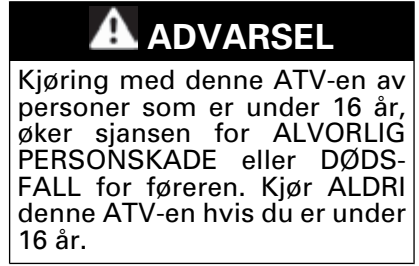 ADVARSEL
Kjøring med denne ATV-en av
personer som er under 16 år,
øker sjansen for ALVORLIG
PERSONSKADE eller DØDS-
FALL for føreren. Kjør ALDRI
denne ATV-en hvis du er under
16 år.